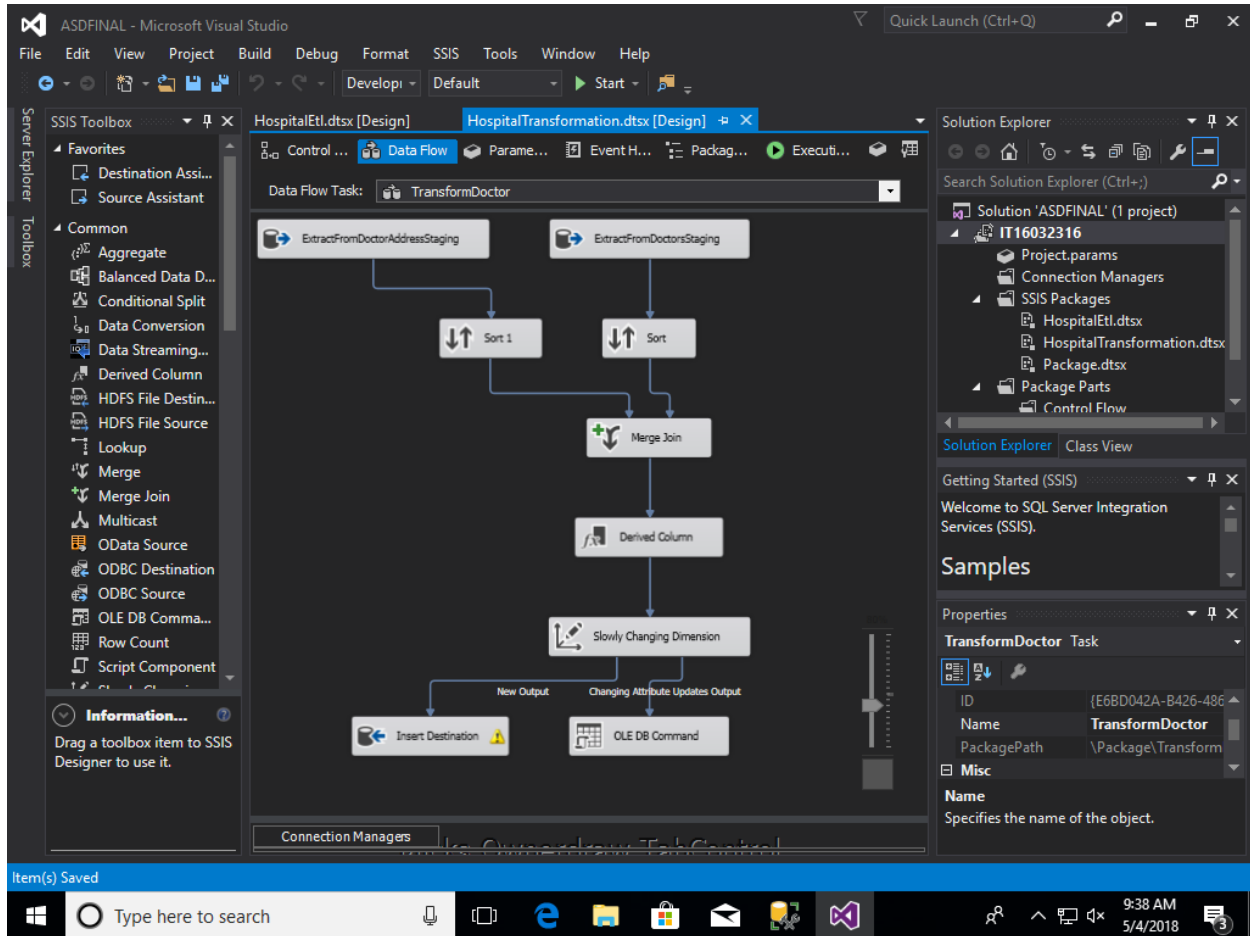 ASDFINAL - Microsoft Visual Studio
Quick Launch (Ctrl+Q)
File Edit View Project Build Debug Format SSIS Tools Window Help
Developı Default Start
Server Explorer
Toolbox
SSIS Toolbox
Favorites
Destination Assi...
Source Assistant
Common
Aggregate
Balanced Data D...
Conditional Split
Data Conversion
Data Streaming...
Derived Column
HDFS File Destin...
HDFS File Source
Lookup
Merge
Merge Join
Multicast
OData Source
ODBC Destination
ODBC Source
OLE DB Comma...
Row Count
Script Component
Information...
Drag a toolbox item to SSIS
Designer to use it.
HospitalEtl.dtsx [Design] HospitalTransformation.dtsx [Design]
Control ... Data Flow Parame... Event H... Packag... Executi...
Data Flow Task: TransformDoctor
ExtractFromDoctorAddressStaging
ExtractFromDoctorsStaging
Sort 1
Sort
Merge Join
Derived Column
Slowly Changing Dimension
New Output
Changing Attribute Updates Output
Insert Destination
OLE DB Command
Connection Managers
Solution Explorer
Search Solution Explorer (Ctrl+;)
Solution 'ASDFINAL' (1 project)
IT16032316
Project.params
Connection Managers
SSIS Packages
HospitalEtl.dtsx
HospitalTransformation.dtsx
Package.dtsx
Package Parts
Control Flow
Solution Explorer Class View
Getting Started (SSIS)
Welcome to SQL Server Integration
Services (SSIS).
Samples
Properties
TransformDoctor Task
ID {E6BD042A-B426-486
Name TransformDoctor
PackagePath \Package\Transform
Misc
Name
Specifies the name of the object.
Item(s) Saved
Type here to search
9:38 AM
5/4/2018
3